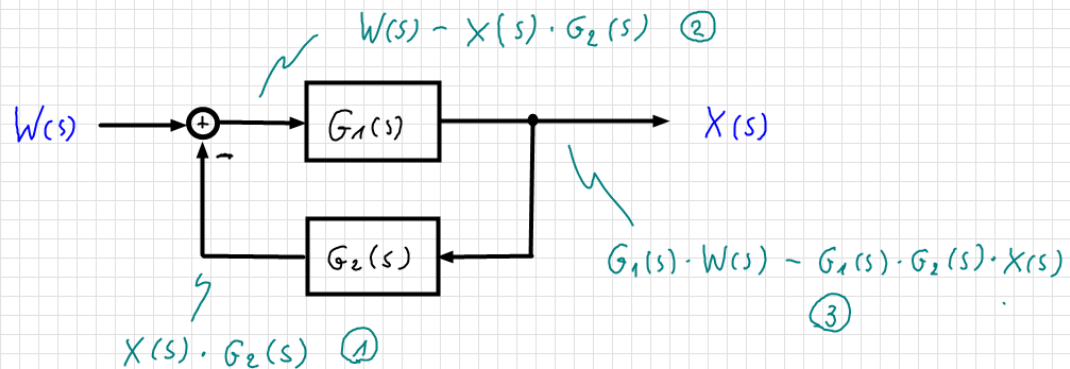 W(s) - X(s) · G₂(s) ②
W(s)
+
G₁(s)
X(s)
-
G₂(s)
G₁(s) · W(s) - G₁(s) · G₂(s) · X(s)
③
X(s) · G₂(s) ①